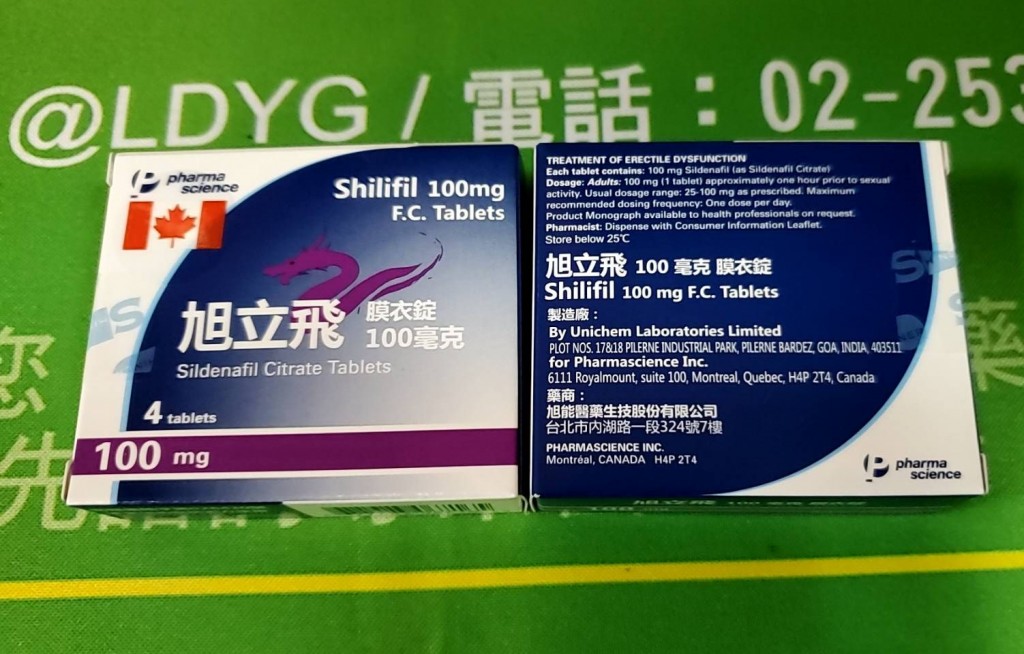 @LDYG / 電話：02-253
pharma
science
Shilifil 100mg
F.C. Tablets
旭立飛 膜衣錠
100毫克
Sildenafil Citrate Tablets
4 tablets
100 mg
TREATMENT OF ERECTILE DYSFUNCTION
Each tablet contains: 100 mg Sildenafil (as Sildenafil Citrate)
Dosage: Adults: 100 mg (1 tablet) approximately one hour prior to sexual
activity. Usual dosage range: 25-100 mg as prescribed. Maximum
recommended dosing frequency: One dose per day.
Product Monograph available to health professionals on request.
Pharmacist: Dispense with Consumer Information Leaflet.
Store below 25℃
旭立飛 100 毫克 膜衣錠
Shilifil 100 mg F.C. Tablets
製造廠：
By Unichem Laboratories Limited
PLOT NOS. 17&18 PILERNE INDUSTRIAL PARK, PILERNE BARDEZ, GOA, INDIA, 403511
for Pharmascience Inc.
6111 Royalmount, suite 100, Montreal, Quebec, H4P 2T4, Canada
藥商：
旭能醫藥生技股份有限公司
台北市內湖路一段324號7樓
PHARMASCIENCE INC.
Montréal, CANADA H4P 2T4
pharma
science
您
藥
先